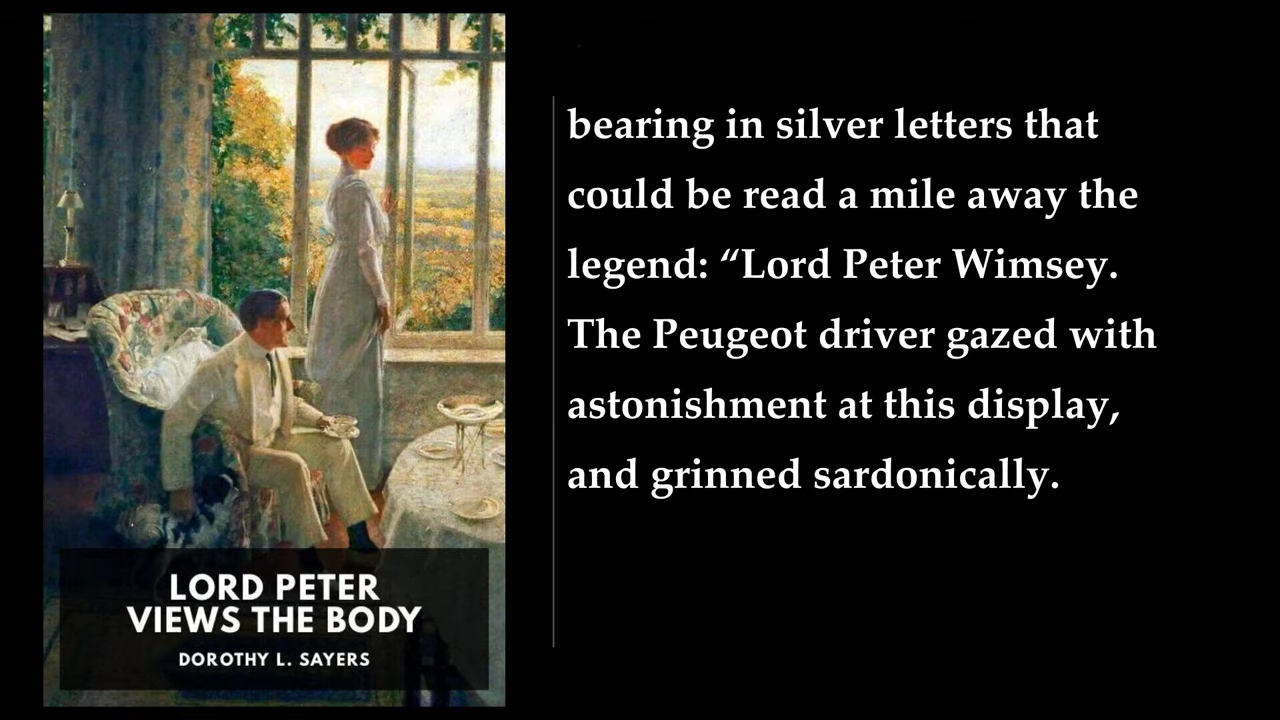 bearing in silver letters that
could be read a mile away the
legend: “Lord Peter Wimsey.
The Peugeot driver gazed with
astonishment at this display,
and grinned sardonically.
LORD PETER
VIEWS THE BODY
DOROTHY L. SAYERS